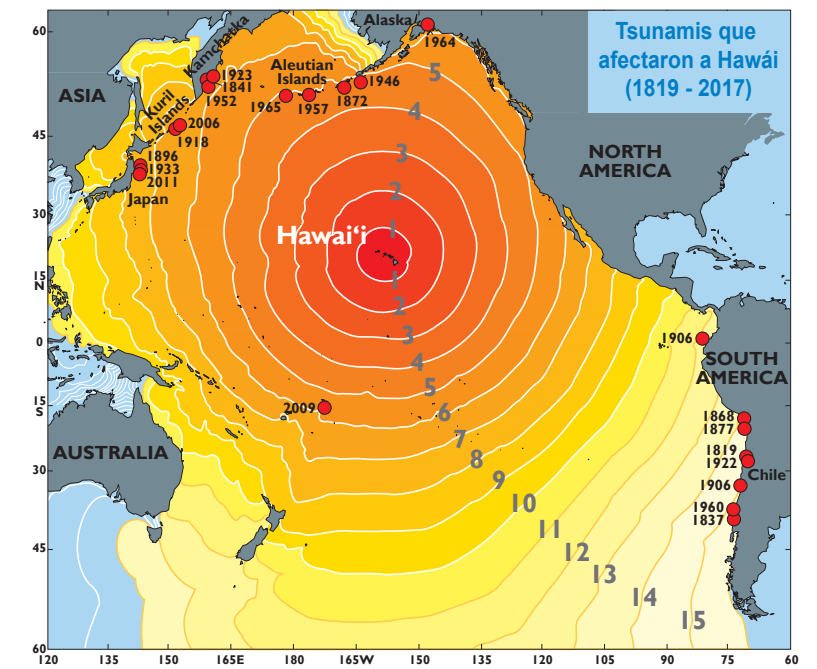 Tsunamis que
afectaron a Hawái
(1819 - 2017)
Alaska
1964
Kamchatka
1923
1841
1952
Aleutian
Islands
1946
1965
1957
1872
ASIA
Kuril
Islands
2006
1918
1896
1933
2011
Japan
NORTH
AMERICA
Hawai‘i
5
4
3
2
1
1
2
3
4
5
6
7
8
9
10
11
12
13
14
15
1906
SOUTH
AMERICA
2009
1868
1877
1819
1922
Chile
1906
1960
1837
AUSTRALIA
60
45
30
15
N
0
15
S
30
45
60
120
135
150
165E
180
165W
150
135
120
105
90
75
60